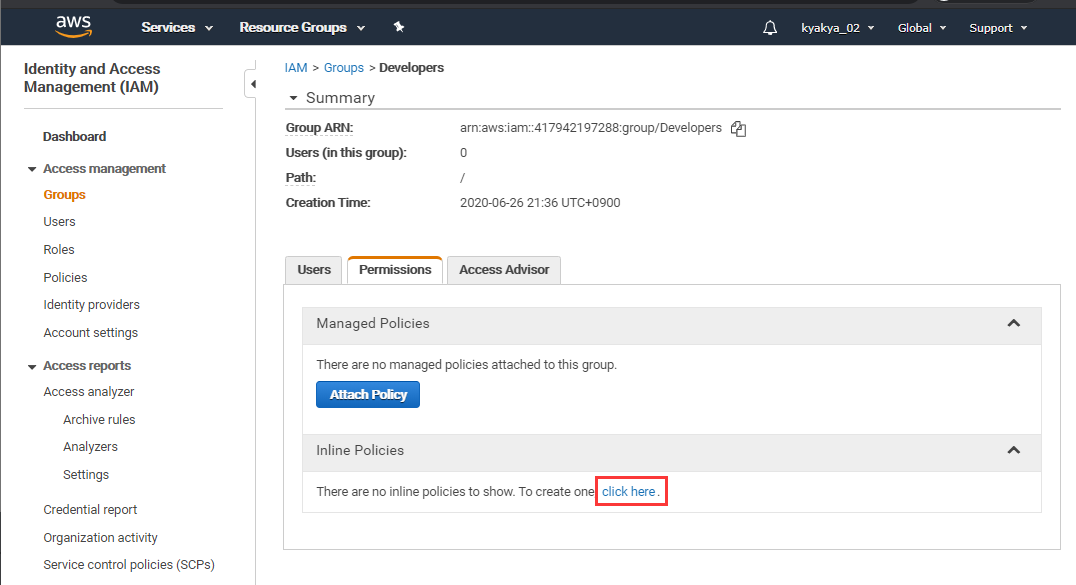 aws Services Resource Groups kyakya_02 Global Support
Identity and Access
Management (IAM)
Dashboard
Access management
Groups
Users
Roles
Policies
Identity providers
Account settings
Access reports
Access analyzer
Archive rules
Analyzers
Settings
Credential report
Organization activity
Service control policies (SCPs)
IAM > Groups > Developers
Summary
Group ARN: arn:aws:iam::417942197288:group/Developers
Users (in this group): 0
Path: /
Creation Time: 2020-06-26 21:36 UTC+0900
Users Permissions Access Advisor
Managed Policies
There are no managed policies attached to this group.
Attach Policy
Inline Policies
There are no inline policies to show. To create one click here.